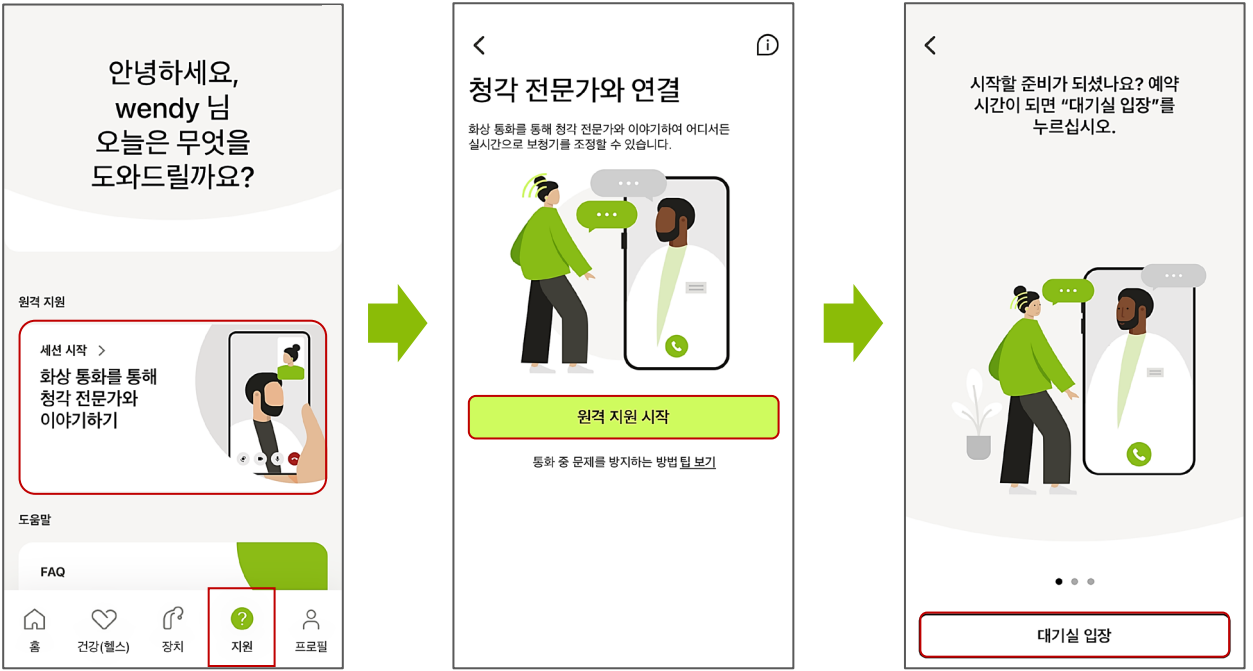 안녕하세요,
wendy 님
오늘은 무엇을
도와드릴까요?
원격 지원
세션 시작 >
화상 통화를 통해
청각 전문가와
이야기하기
도움말
FAQ
홈
건강(헬스)
장치
지원
프로필
청각 전문가와 연결
화상 통화를 통해 청각 전문가와 이야기하여 어디서든
실시간으로 보청기를 조정할 수 있습니다.
원격 지원 시작
통화 중 문제를 방지하는 방법 팁 보기
시작할 준비가 되셨나요? 예약
시간이 되면 “대기실 입장”를
누르십시오.
대기실 입장